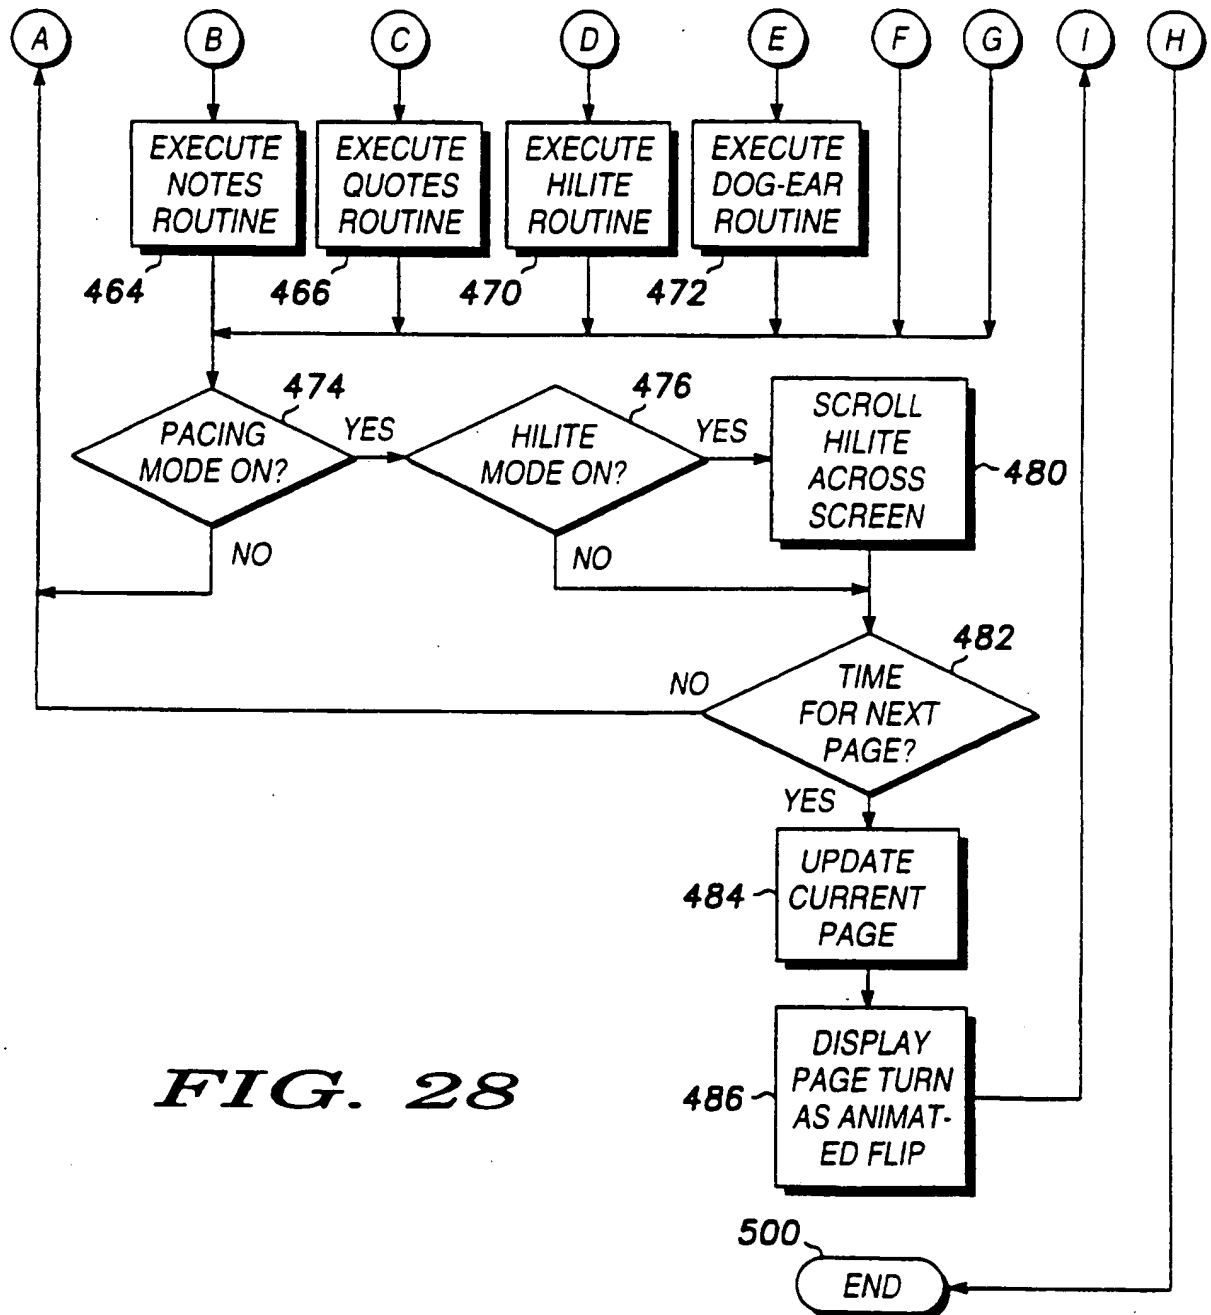 A B C D E F G I H
EXECUTE
NOTES
ROUTINE
464
EXECUTE
QUOTES
ROUTINE
466
EXECUTE
HILITE
ROUTINE
470
EXECUTE
DOG-EAR
ROUTINE
472
474
PACING
MODE ON?
YES
NO
476
HILITE
MODE ON?
YES
NO
SCROLL
HILITE
ACROSS
SCREEN
480
482
TIME
FOR NEXT
PAGE?
NO
YES
UPDATE
CURRENT
PAGE
484
DISPLAY
PAGE TURN
AS ANIMAT-
ED FLIP
486
FIG. 28
500
END